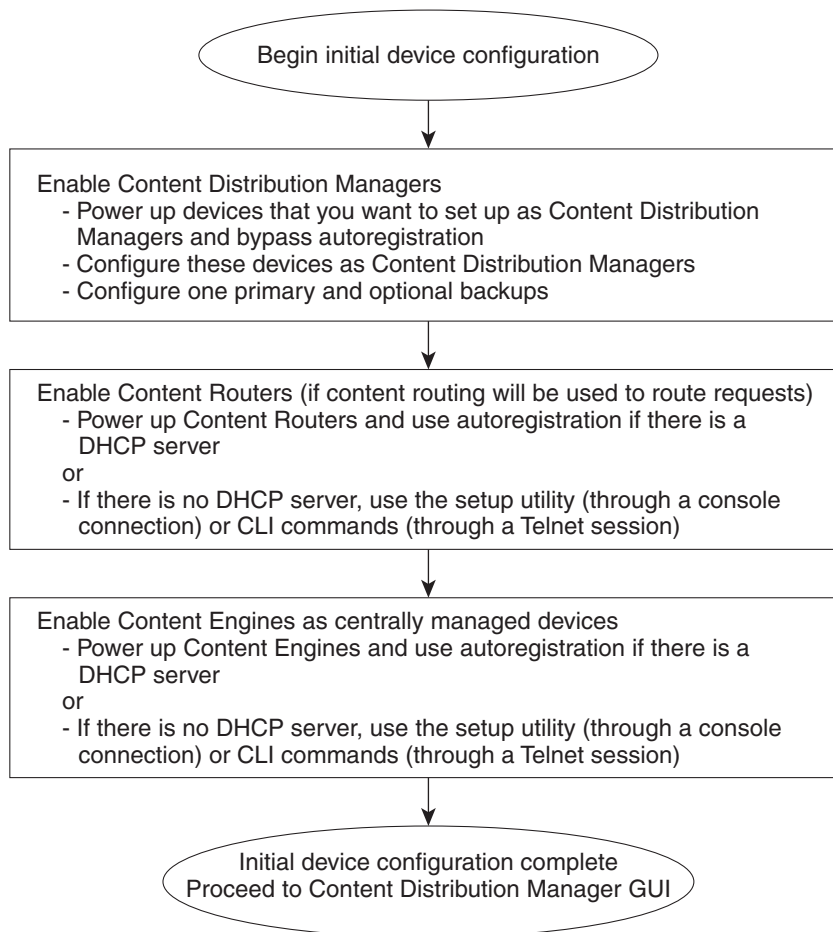 Begin initial device configuration
Enable Content Distribution Managers
- Power up devices that you want to set up as Content Distribution
Managers and bypass autoregistration
- Configure these devices as Content Distribution Managers
- Configure one primary and optional backups
Enable Content Routers (if content routing will be used to route requests)
- Power up Content Routers and use autoregistration if there is a
DHCP server
or
- If there is no DHCP server, use the setup utility (through a console
connection) or CLI commands (through a Telnet session)
Enable Content Engines as centrally managed devices
- Power up Content Engines and use autoregistration if there is a
DHCP server
or
- If there is no DHCP server, use the setup utility (through a console
connection) or CLI commands (through a Telnet session)
Initial device configuration complete
Proceed to Content Distribution Manager GUI